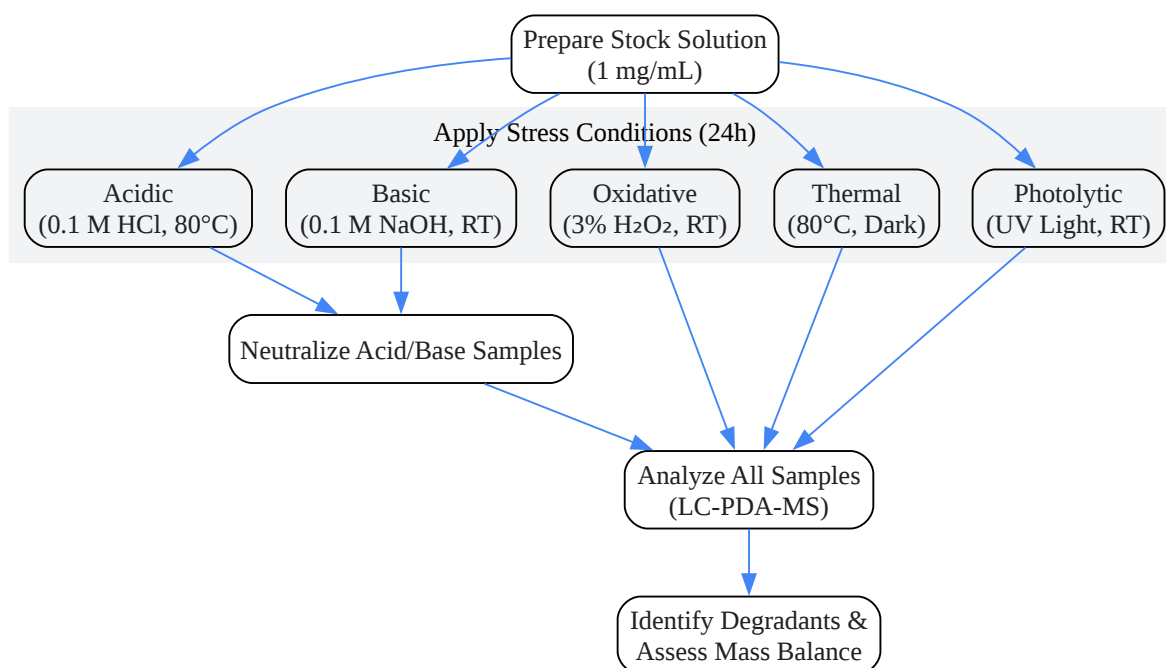 Prepare Stock Solution
(1 mg/mL)
Apply Stress Conditions (24h)
Acidic
(0.1 M HCl, 80°C)
Basic
(0.1 M NaOH, RT)
Oxidative
(3% H₂O₂, RT)
Thermal
(80°C, Dark)
Photolytic
(UV Light, RT)
Neutralize Acid/Base Samples
Analyze All Samples
(LC-PDA-MS)
Identify Degradants &
Assess Mass Balance